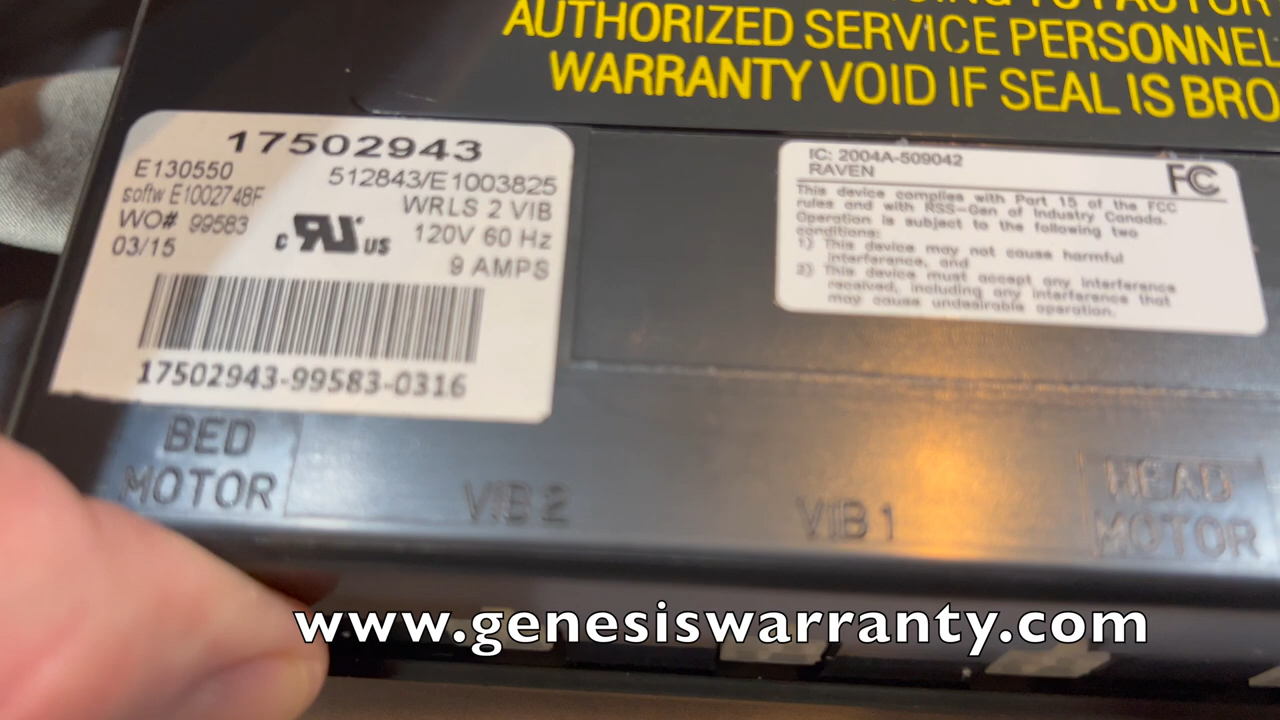 AUTHORIZED SERVICE PERSONNEL
WARRANTY VOID IF SEAL IS BRO
17502943
E130550
512843/E1003825
softw E1002748F
WRLS 2 VIB
WO# 99583
c RU US
120V 60 Hz
03/15
9 AMPS
17502943-99583-0316
IC: 2004A-509042
RAVEN
FC
This device complies with Part 15 of the FCC
rules and with RSS-Gen of Industry Canada.
Operation is subject to the following two
conditions:
1) This device may not cause harmful
interference, and
2) This device must accept any interference
received, including any interference that
may cause undesirable operation.
BED
MOTOR
VIB 2
VIB 1
HEAD
MOTOR
www.genesiswarranty.com